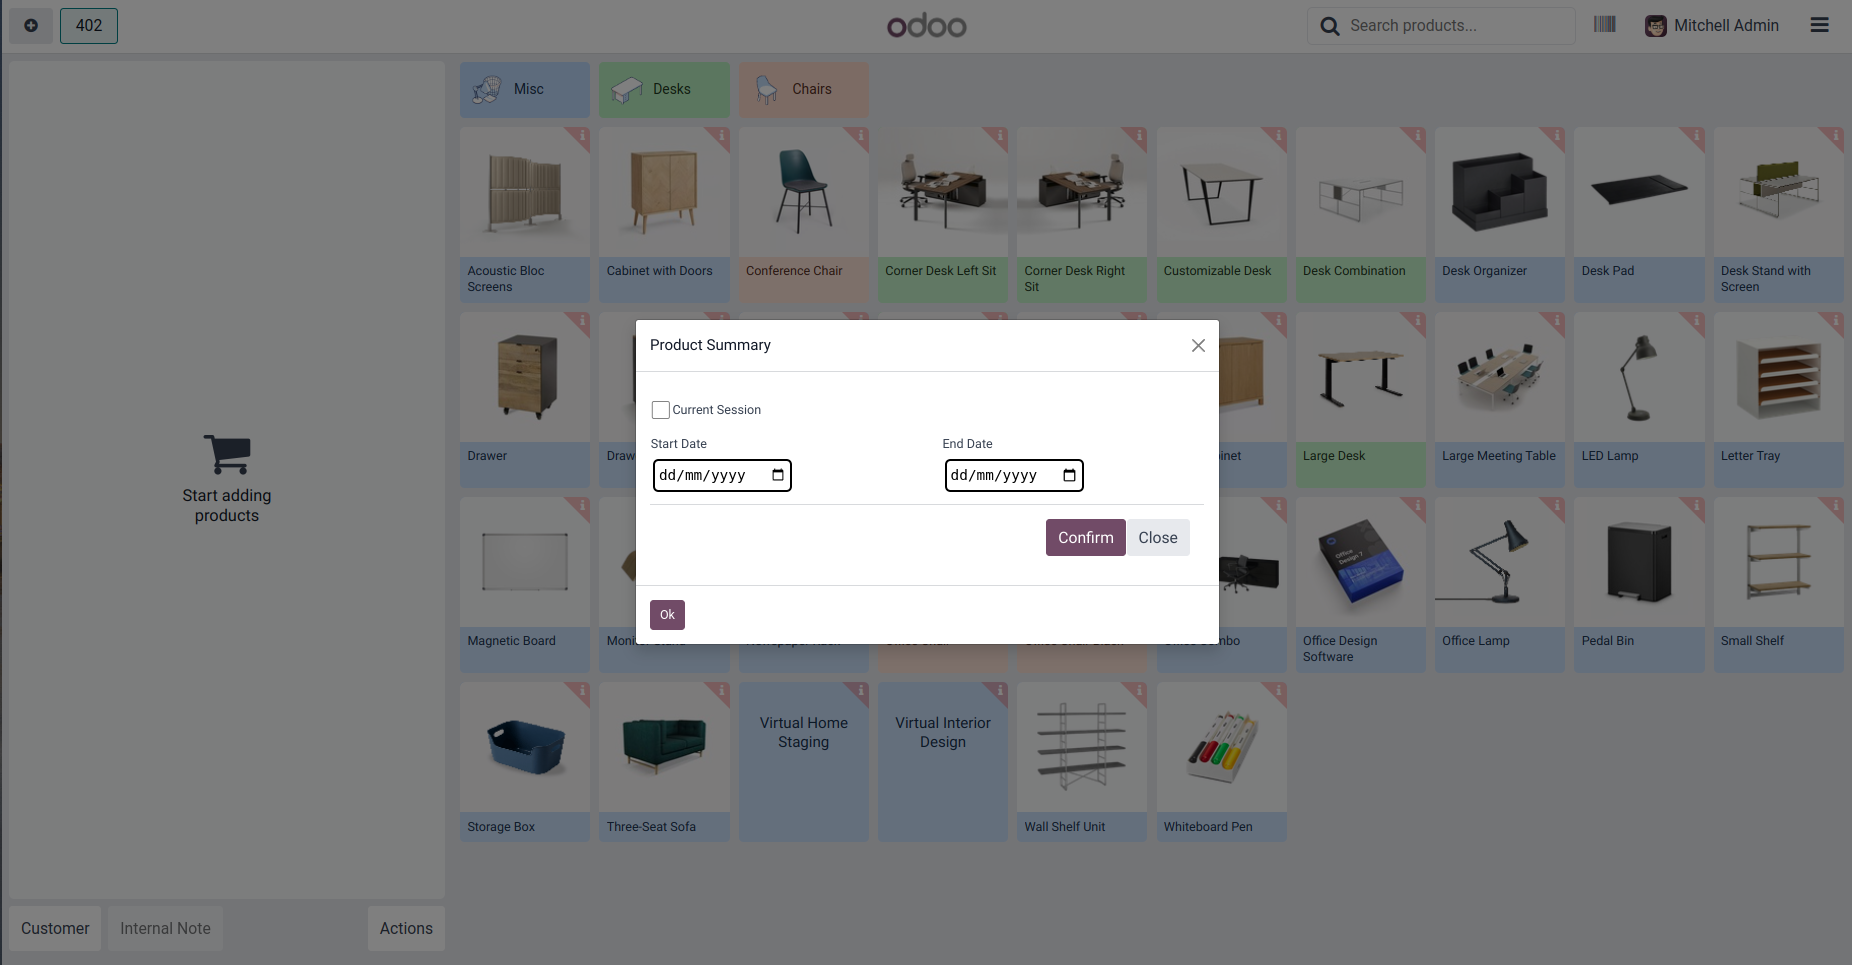 402
odoo
Search products...
Mitchell Admin
Misc
Desks
Chairs
Acoustic Bloc
Screens
Cabinet with Doors
Conference Chair
Corner Desk Left Sit
Corner Desk Right
Sit
Customizable Desk
Desk Combination
Desk Organizer
Desk Pad
Desk Stand with
Screen
Product Summary
Current Session
Start Date
End Date
dd/mm/yyyy
dd/mm/yyyy
Confirm
Close
Ok
Drawer
Large Desk
Large Meeting Table
LED Lamp
Letter Tray
Start adding
products
Magnetic Board
Office Design
Software
Office Lamp
Pedal Bin
Small Shelf
Office
Design 7
Virtual Home
Staging
Virtual Interior
Design
Storage Box
Three-Seat Sofa
Wall Shelf Unit
Whiteboard Pen
Customer
Internal Note
Actions